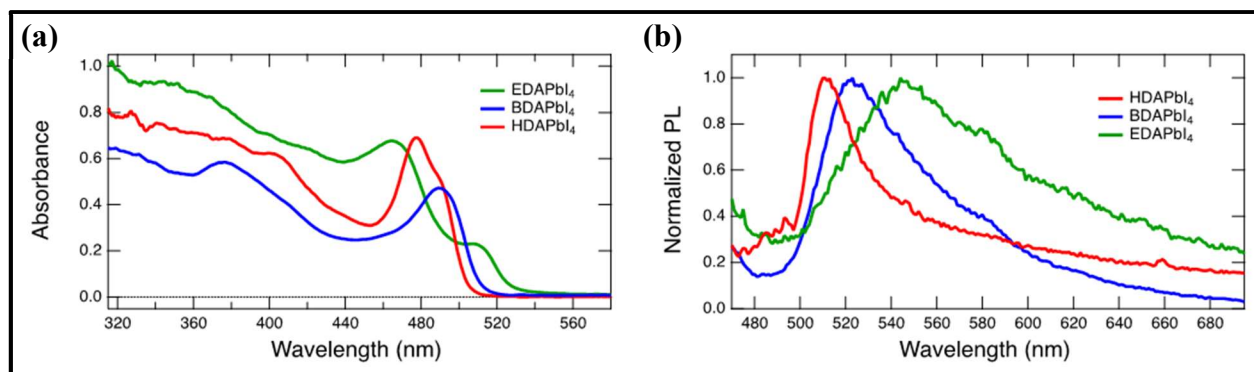 (a)
1.0
0.8
0.6
0.4
0.2
0.0
Absorbance
EDAPbI₄
BDAPbI₄
HDAPbI₄
320 360 400 440 480 520 560
Wavelength (nm)
(b)
1.0
0.8
0.6
0.4
0.2
0.0
Normalized PL
HDAPbI₄
BDAPbI₄
EDAPbI₄
480 500 520 540 560 580 600 620 640 660 680
Wavelength (nm)